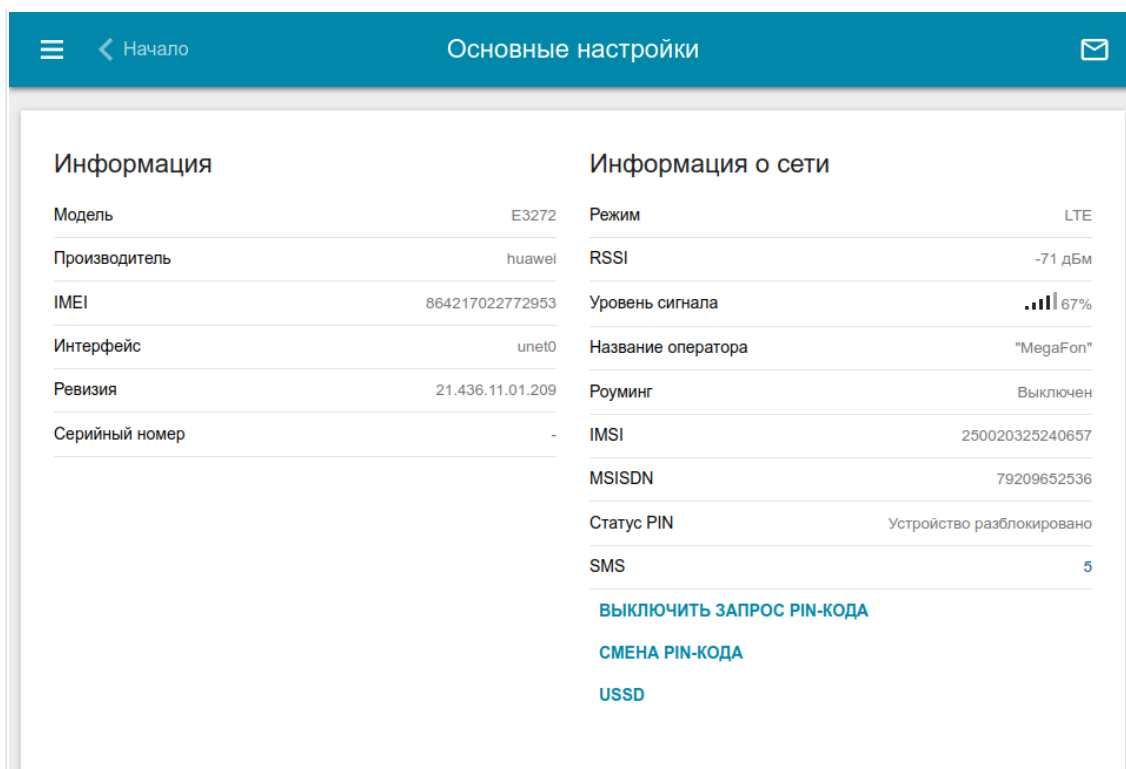 Начало
Основные настройки
Информация
Модель E3272
Производитель huawei
IMEI 864217022772953
Интерфейс unet0
Ревизия 21.436.11.01.209
Серийный номер -
Информация о сети
Режим LTE
RSSI -71 дБм
Уровень сигнала 67%
Название оператора "MegaFon"
Роуминг Выключен
IMSI 250020325240657
MSISDN 79209652536
Статус PIN Устройство разблокировано
SMS 5
ВЫКЛЮЧИТЬ ЗАПРОС PIN-КОДА
СМЕНА PIN-КОДА
USSD